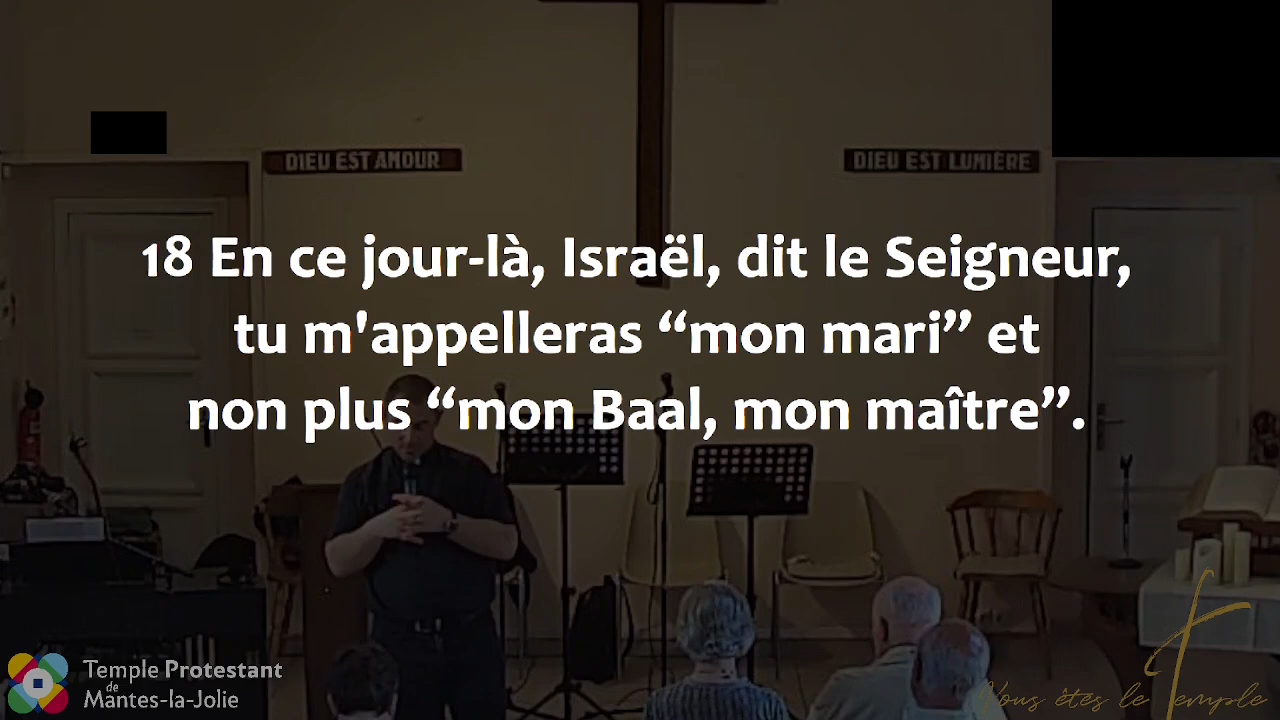 DIEU EST AMOUR
DIEU EST LUMIÈRE
18 En ce jour-là, Israël, dit le Seigneur,
tu m'appelleras “mon mari” et
non plus “mon Baal, mon maître”.
Temple Protestant
de
Mantes-la-Jolie
Vous êtes le Temple